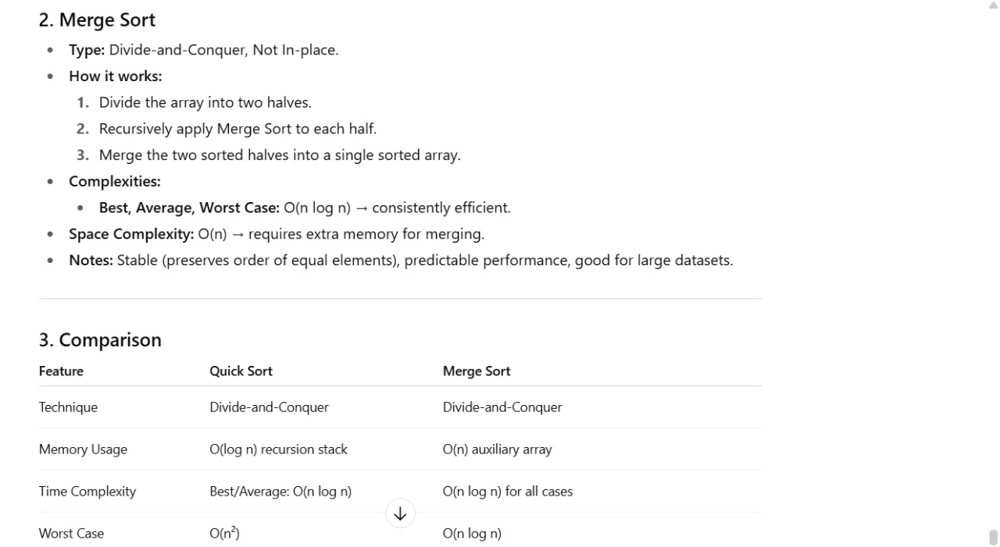 2. Merge Sort
• Type: Divide-and-Conquer, Not In-place.
• How it works:
1. Divide the array into two halves.
2. Recursively apply Merge Sort to each half.
3. Merge the two sorted halves into a single sorted array.
• Complexities:
• Best, Average, Worst Case: O(n log n) → consistently efficient.
• Space Complexity: O(n) → requires extra memory for merging.
• Notes: Stable (preserves order of equal elements), predictable performance, good for large datasets.
3. Comparison
Feature Quick Sort Merge Sort
Technique Divide-and-Conquer Divide-and-Conquer
Memory Usage O(log n) recursion stack O(n) auxiliary array
Time Complexity Best/Average: O(n log n) O(n log n) for all cases
Worst Case O(n²) O(n log n)